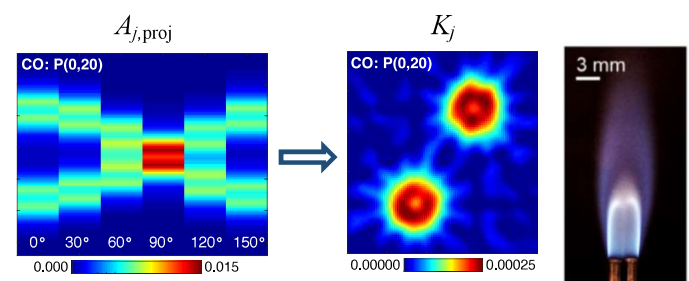 A_{j,proj}
K_j
CO: P(0,20)
CO: P(0,20)
3 mm
0° 30° 60° 90° 120° 150°
0.000 0.015
0.00000 0.00025